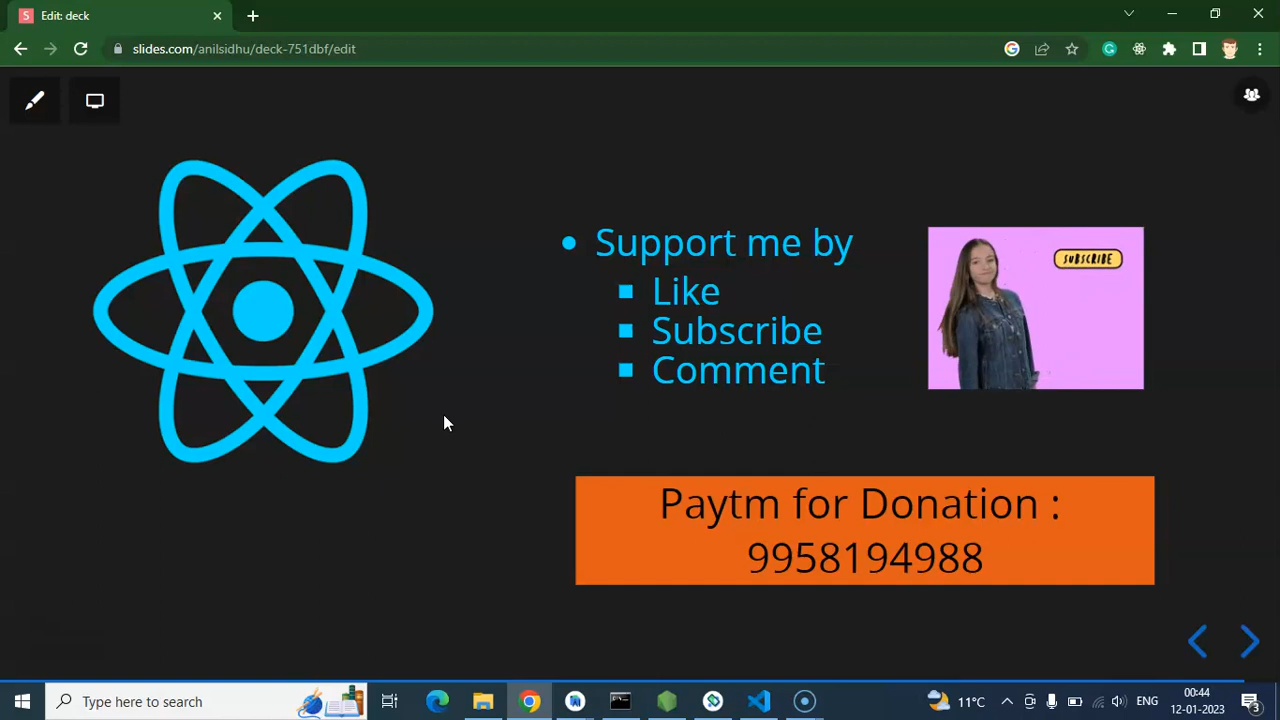 Edit: deck
slides.com/anilsidhu/deck-751dbf/edit
Support me by
Like
Subscribe
Comment
SUBSCRIBE
Paytm for Donation :
9958194988
Type here to search
11°C
ENG
00:44
12-01-2023
3